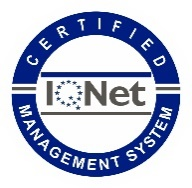 CERTIFIED
IQNet
MANAGEMENT SYSTEM